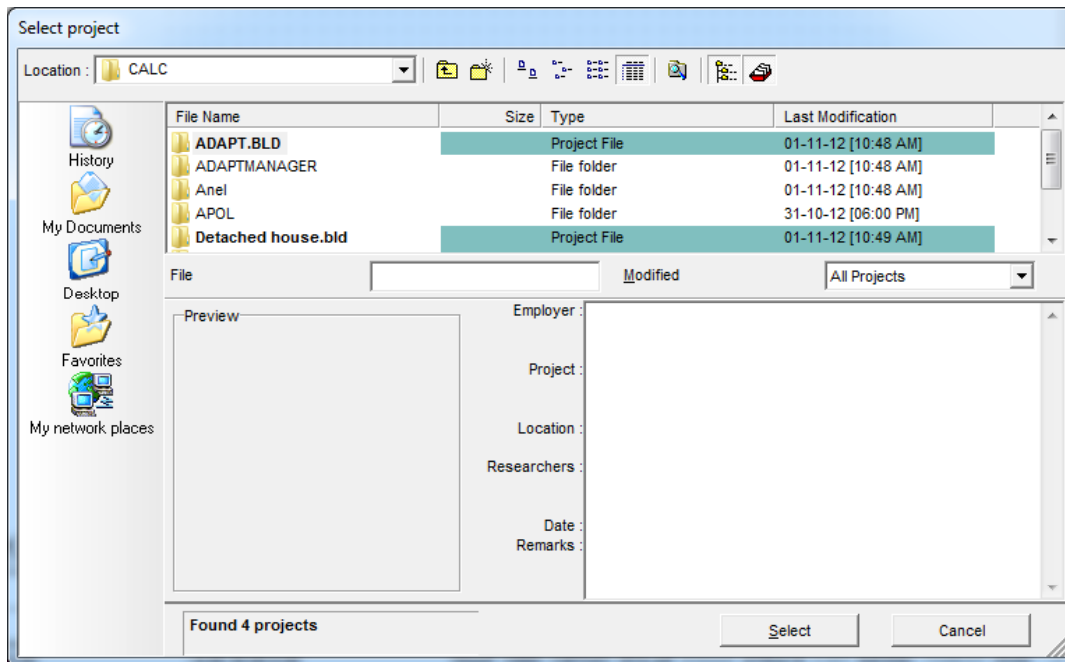 Select project
Location : CALC
File Name Size Type Last Modification
ADAPT.BLD Project File 01-11-12 [10:48 AM]
ADAPTMANAGER File folder 01-11-12 [10:48 AM]
Anel File folder 01-11-12 [10:48 AM]
APOL File folder 31-10-12 [06:00 PM]
Detached house.bld Project File 01-11-12 [10:49 AM]
History
My Documents
Desktop
Favorites
My network places
File Modified All Projects
Preview
Employer :
Project :
Location :
Researchers :
Date :
Remarks :
Found 4 projects
Select Cancel